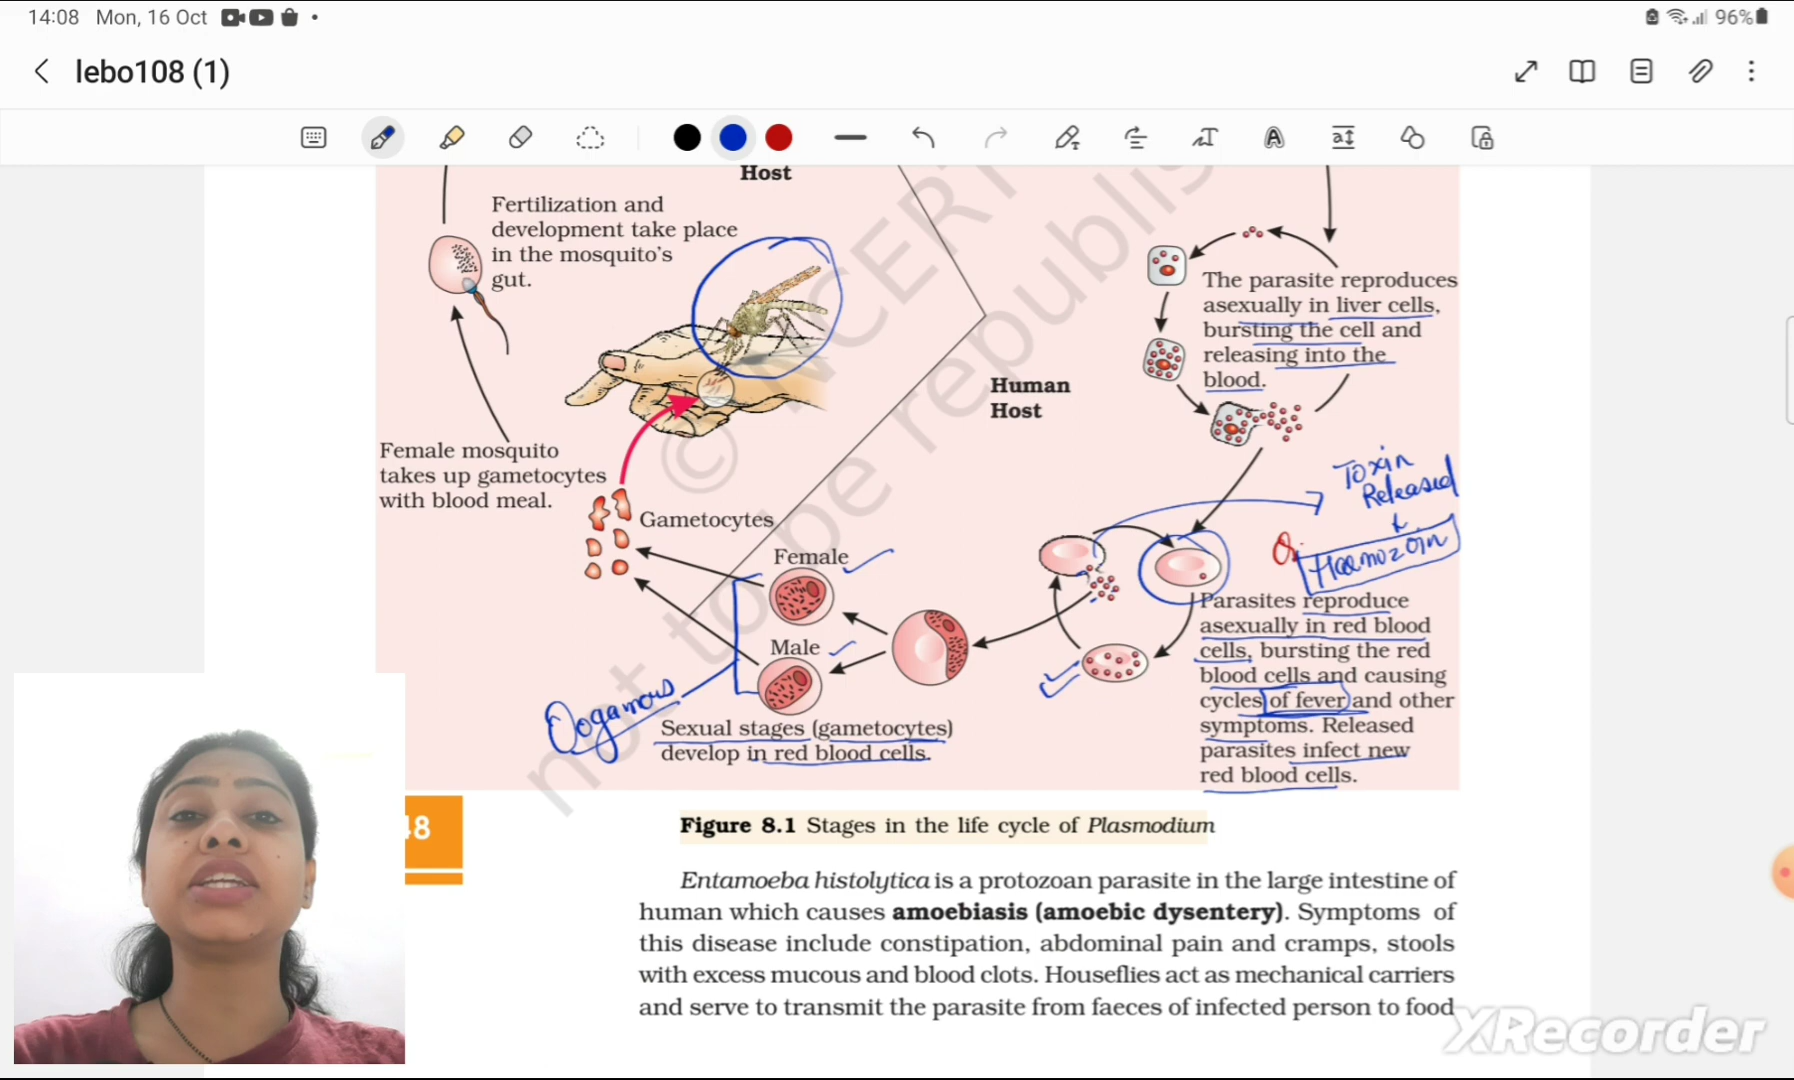 14:08 Mon, 16 Oct
96%
lebo108 (1)
Host
Fertilization and
development take place
in the mosquito's
gut.
The parasite reproduces
asexually in liver cells,
bursting the cell and
releasing into the
blood.
Human
Host
Female mosquito
takes up gametocytes
with blood meal.
Gametocytes
Toxin
Released
Haemozoin
Female
Male
Parasites reproduce
asexually in red blood
cells, bursting the red
blood cells and causing
cycles of fever and other
symptoms. Released
parasites infect new
red blood cells.
Oogamous
Sexual stages (gametocytes)
develop in red blood cells.
© NCERT
not to be republis
48
Figure 8.1 Stages in the life cycle of Plasmodium
Entamoeba histolytica is a protozoan parasite in the large intestine of
human which causes amoebiasis (amoebic dysentery). Symptoms of
this disease include constipation, abdominal pain and cramps, stools
with excess mucous and blood clots. Houseflies act as mechanical carriers
and serve to transmit the parasite from faeces of infected person to food
XRecorder